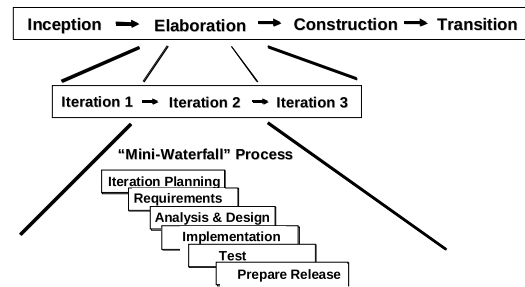 Inception Elaboration Construction Transition
Iteration 1 Iteration 2 Iteration 3
“Mini-Waterfall” Process
Iteration Planning
Requirements
Analysis & Design
Implementation
Test
Prepare Release